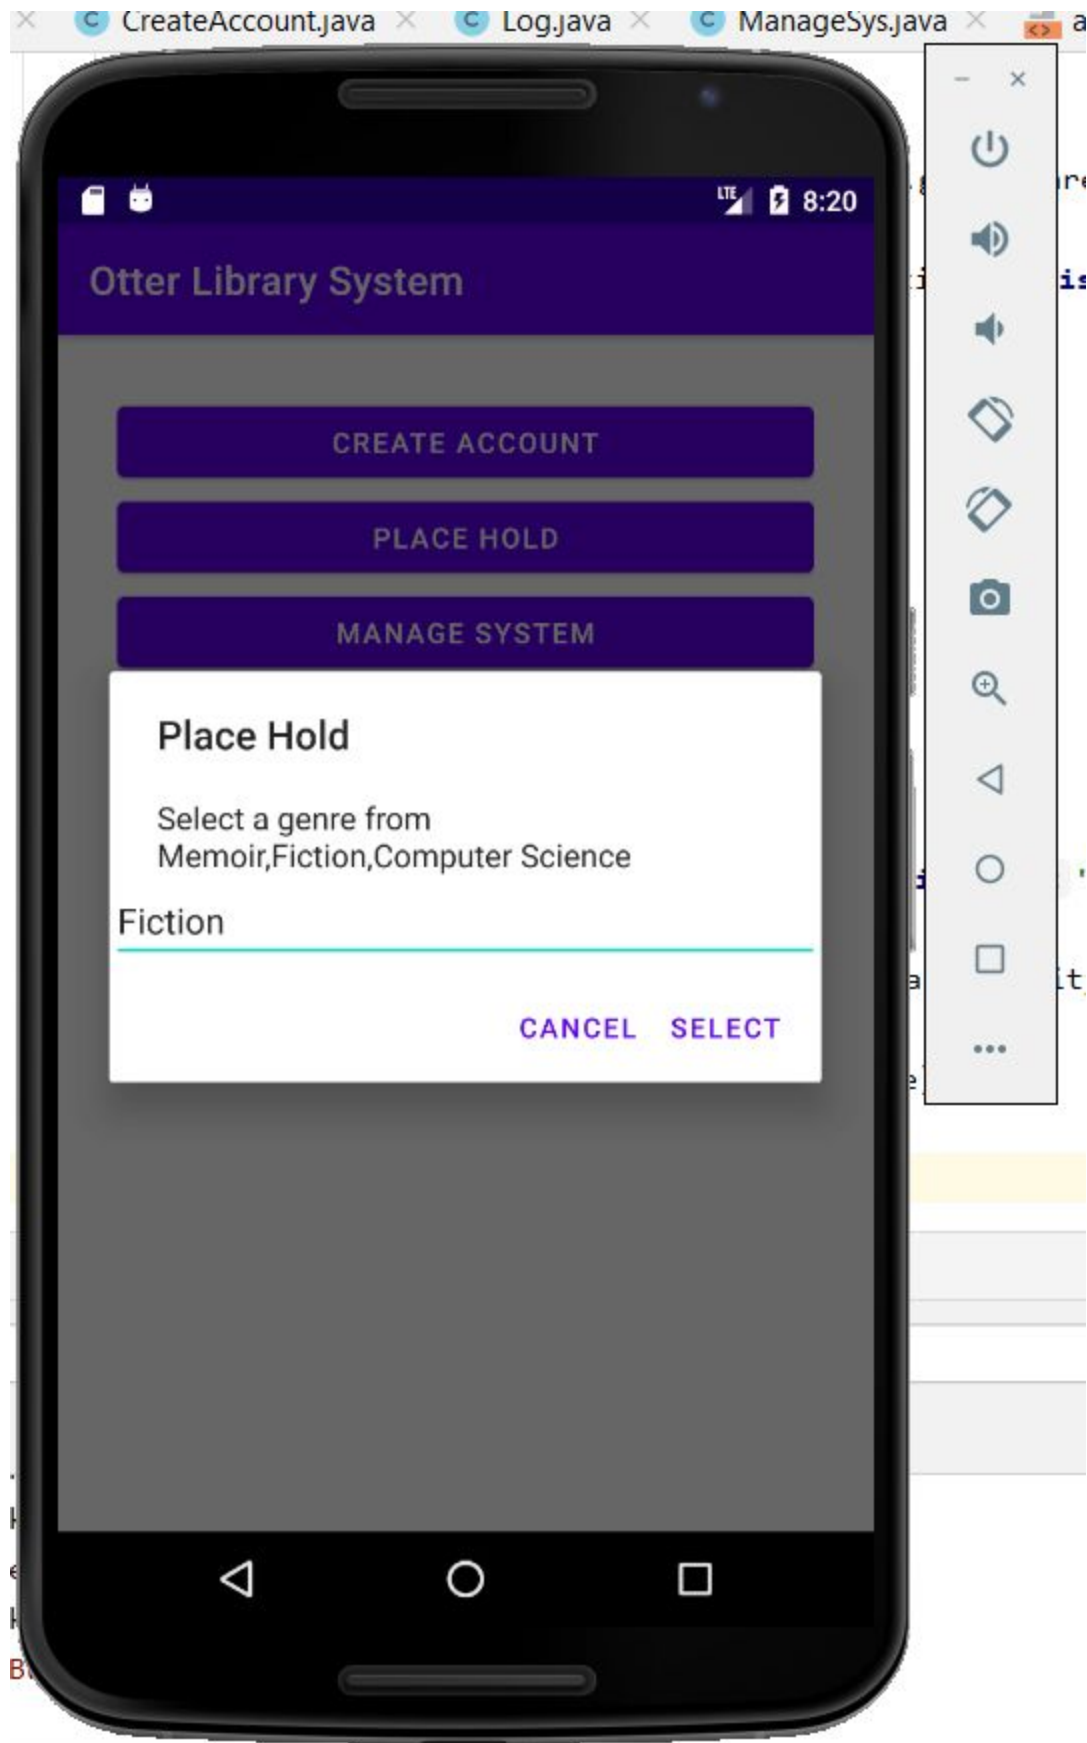 CreateAccount.java
Log.java
ManageSys.java
LTE 8:20
Otter Library System
CREATE ACCOUNT
PLACE HOLD
MANAGE SYSTEM
Place Hold
Select a genre from
Memoir,Fiction,Computer Science
Fiction
CANCEL SELECT